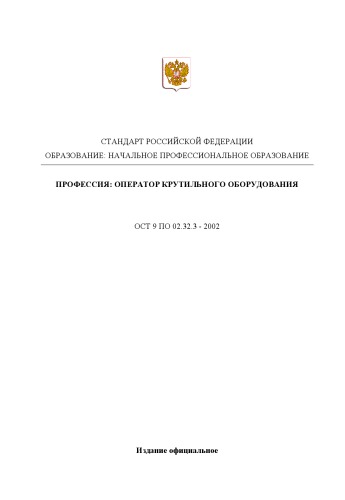 СТАНДАРТ РОССИЙСКОЙ ФЕДЕРАЦИИ
ОБРАЗОВАНИЕ: НАЧАЛЬНОЕ ПРОФЕССИОНАЛЬНОЕ ОБРАЗОВАНИЕ
ПРОФЕССИЯ: ОПЕРАТОР КРУТИЛЬНОГО ОБОРУДОВАНИЯ
ОСТ 9 ПО 02.32.3 - 2002
Издание официальное